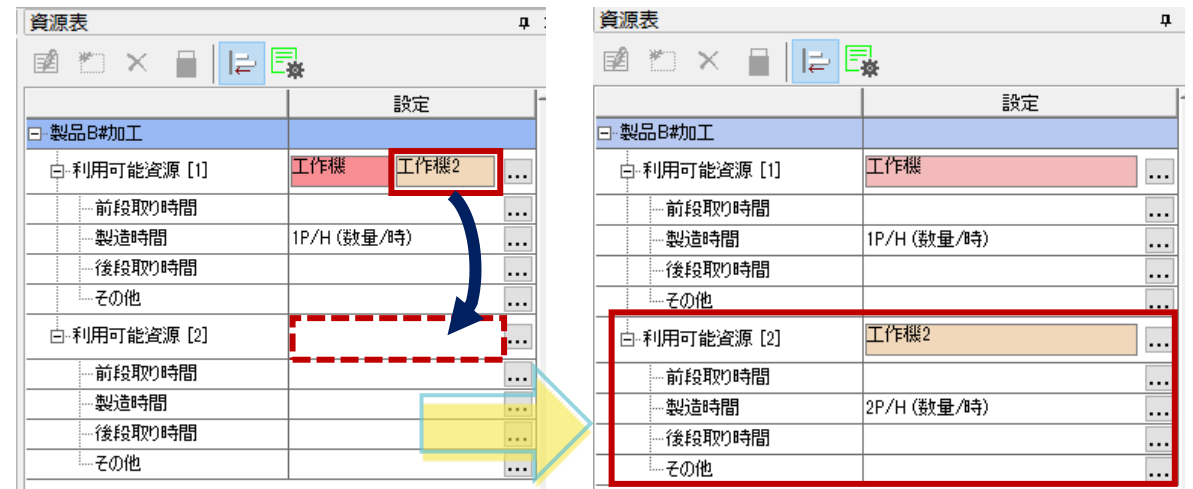 資源表
設定
製品B#加工
利用可能資源 [1] 工作機 工作機2 ...
前段取り時間 ...
製造時間 1P/H (数量/時) ...
後段取り時間 ...
その他 ...
利用可能資源 [2] ...
前段取り時間 ...
製造時間 ...
後段取り時間 ...
その他 ...
資源表
設定
製品B#加工
利用可能資源 [1] 工作機 ...
前段取り時間 ...
製造時間 1P/H (数量/時) ...
後段取り時間 ...
その他 ...
利用可能資源 [2] 工作機2 ...
前段取り時間 ...
製造時間 2P/H (数量/時) ...
後段取り時間 ...
その他 ...